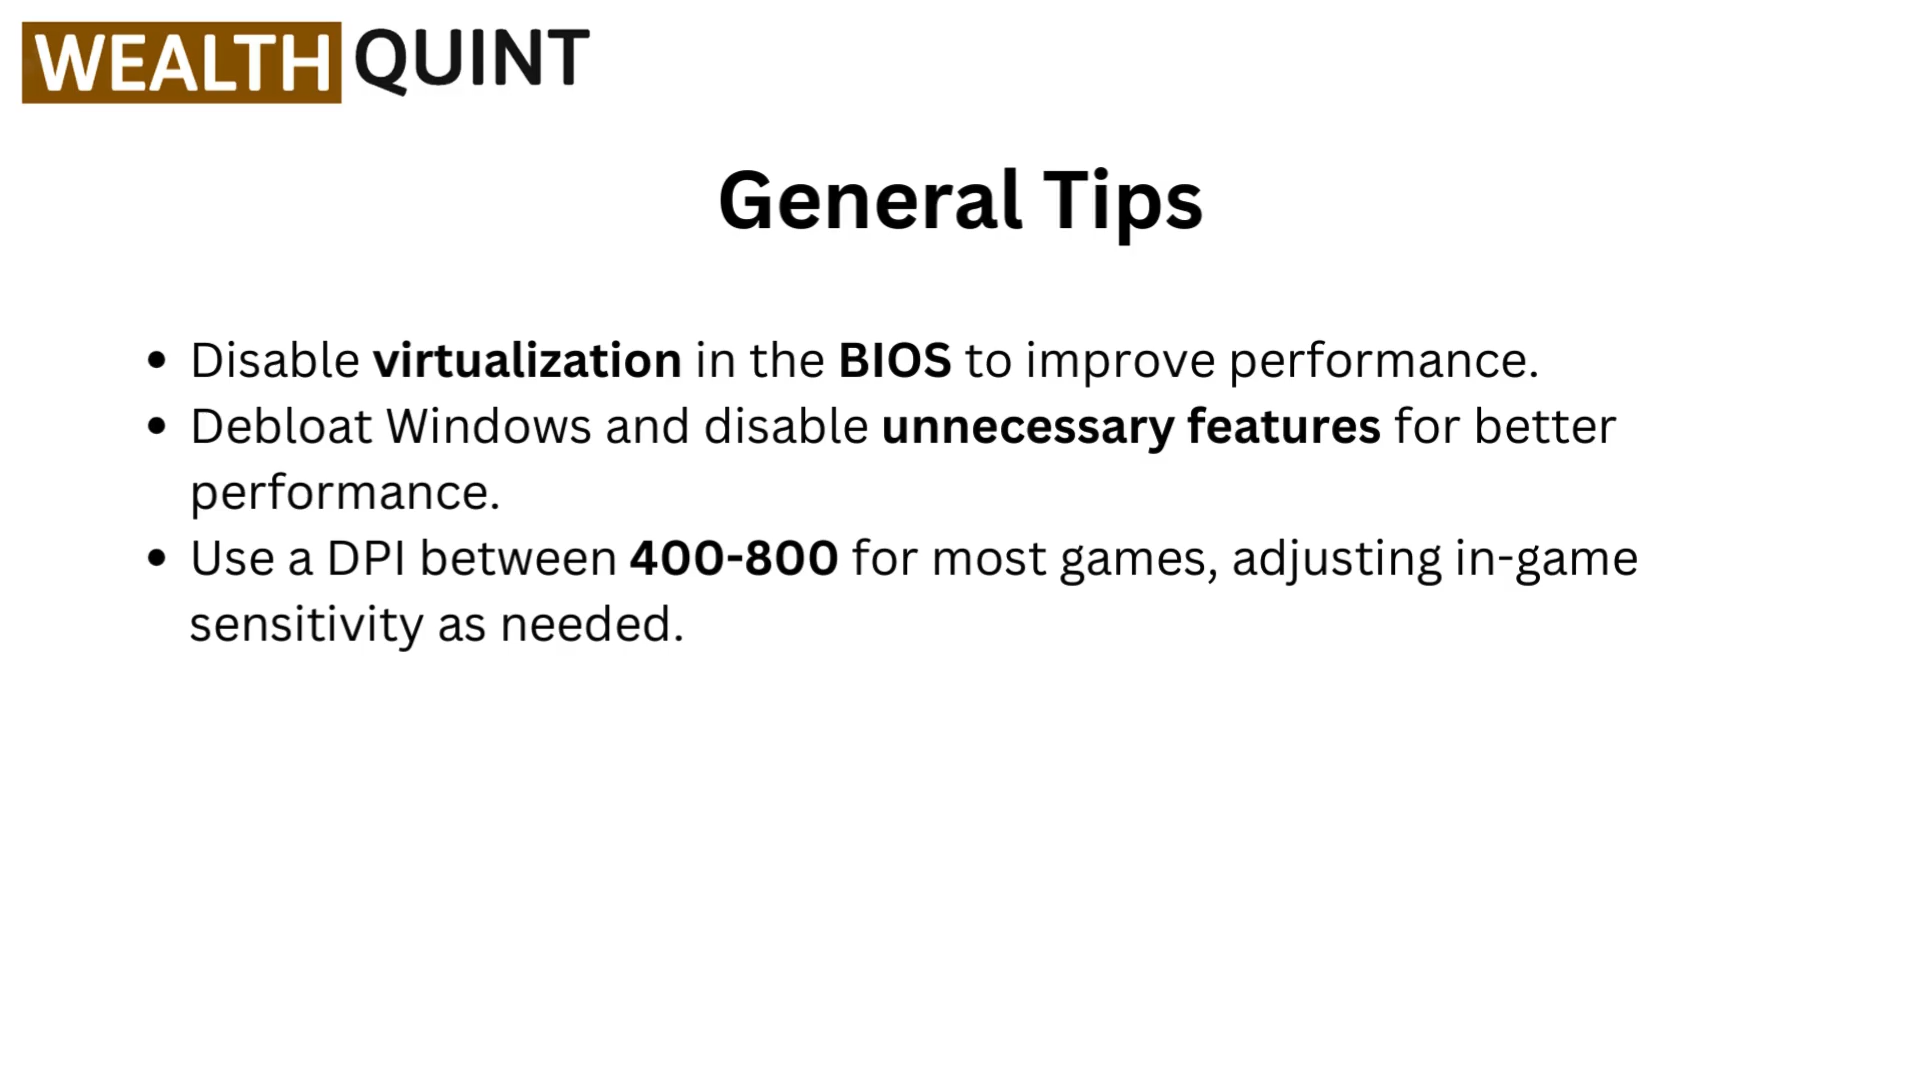 WEALTH QUINT
General Tips
• Disable virtualization in the BIOS to improve performance.
• Debloat Windows and disable unnecessary features for better
performance.
• Use a DPI between 400-800 for most games, adjusting in-game
sensitivity as needed.